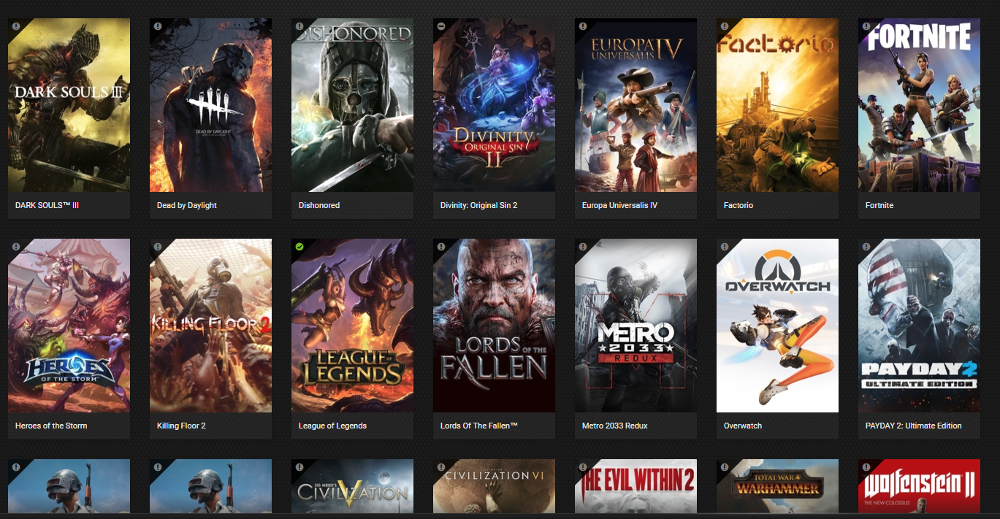 DARK SOULS III
DEAD BY DAYLIGHT
DISHONORED
DIVINITY
ORIGINAL SIN
II
EUROPA
UNIVERSALIS IV
Factorio
FORTNITE
DARK SOULS™ III
Dead by Daylight
Dishonored
Divinity: Original Sin 2
Europa Universalis IV
Factorio
Fortnite
HEROES
OF THE STORM
KILLING FLOOR 2
LEAGUE OF
LEGENDS
LORDS OF THE
FALLEN
METRO
2033
REDUX
OVERWATCH
PAYDAY 2
ULTIMATE EDITION
Heroes of the Storm
Killing Floor 2
League of Legends
Lords Of The Fallen™
Metro 2033 Redux
Overwatch
PAYDAY 2: Ultimate Edition
SID MEIER'S
CIVILIZATION V
SID MEIER'S
CIVILIZATION VI
THE EVIL WITHIN 2
TOTAL WAR
WARHAMMER
Wolfenstein II
THE NEW COLOSSUS